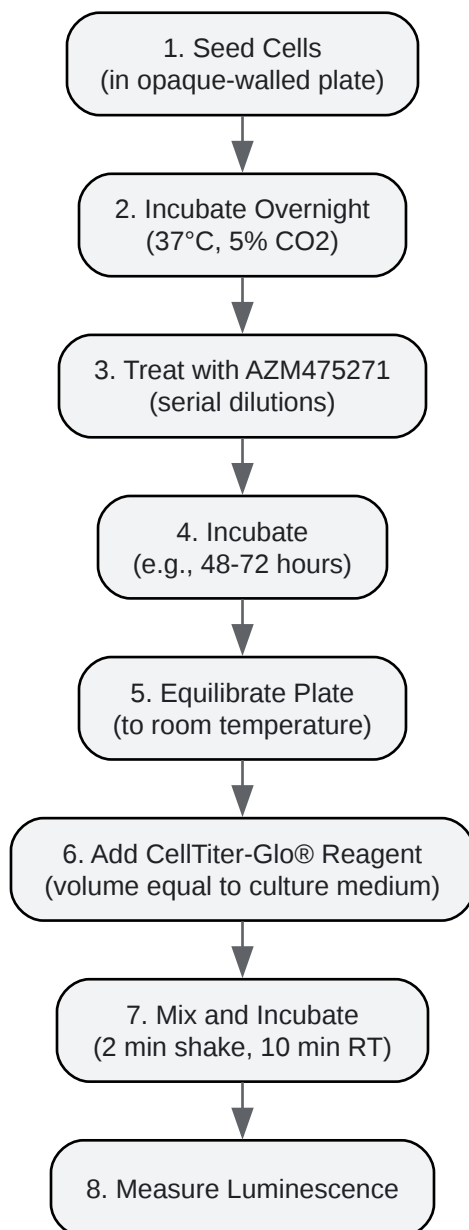 1. Seed Cells
(in opaque-walled plate)
2. Incubate Overnight
(37°C, 5% CO2)
3. Treat with AZM475271
(serial dilutions)
4. Incubate
(e.g., 48-72 hours)
5. Equilibrate Plate
(to room temperature)
6. Add CellTiter-Glo® Reagent
(volume equal to culture medium)
7. Mix and Incubate
(2 min shake, 10 min RT)
8. Measure Luminescence